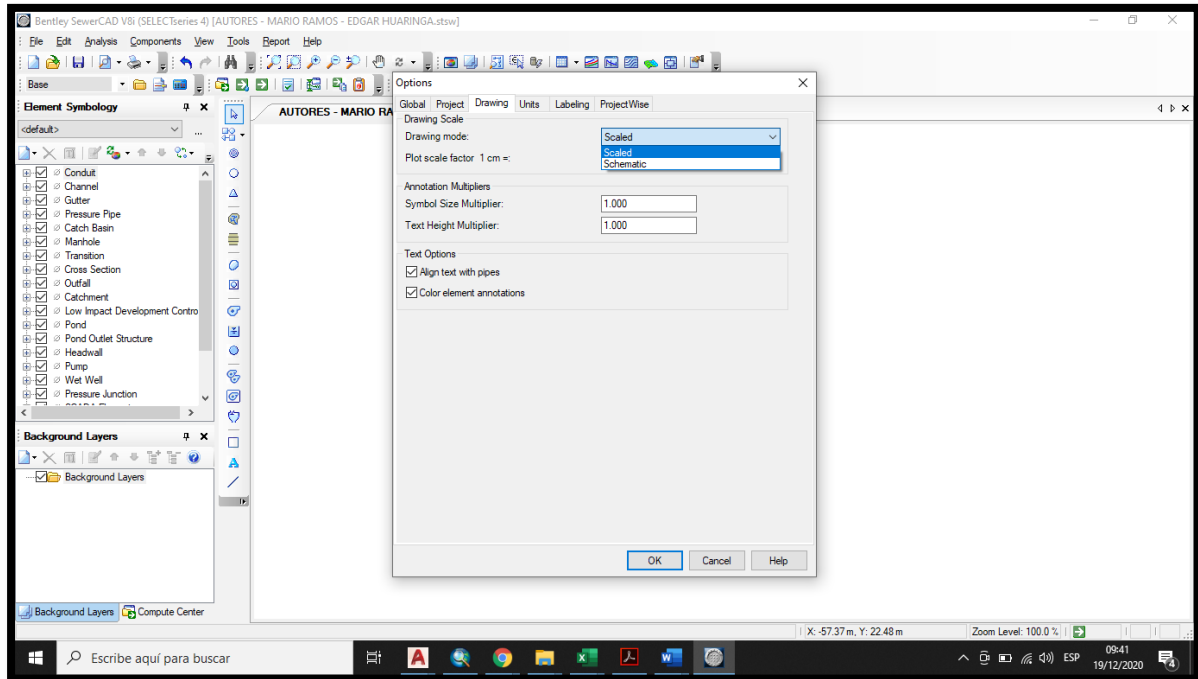 Bentley SewerCAD V8i (SELECTseries 4) [AUTORES - MARIO RAMOS - EDGAR HUARINGA.stsw]
File Edit Analysis Components View Tools Report Help
Base
Element Symbology
<default>
Conduit
Channel
Gutter
Pressure Pipe
Catch Basin
Manhole
Transition
Cross Section
Outfall
Catchment
Low Impact Development Contro
Pond
Pond Outlet Structure
Headwall
Pump
Wet Well
Pressure Junction
Background Layers
Background Layers
Background Layers Compute Center
AUTORES - MARIO RA
Options
Global Project Drawing Units Labeling ProjectWise
Drawing Scale
Drawing mode: Scaled
Scaled
Plot scale factor 1 cm =:
Schematic
Annotation Multipliers
Symbol Size Multiplier: 1.000
Text Height Multiplier: 1.000
Text Options
Align text with pipes
Color element annotations
OK Cancel Help
X: -57.37 m, Y: 22.48 m Zoom Level: 100.0 %
Escribe aquí para buscar
ESP
09:41
19/12/2020
4